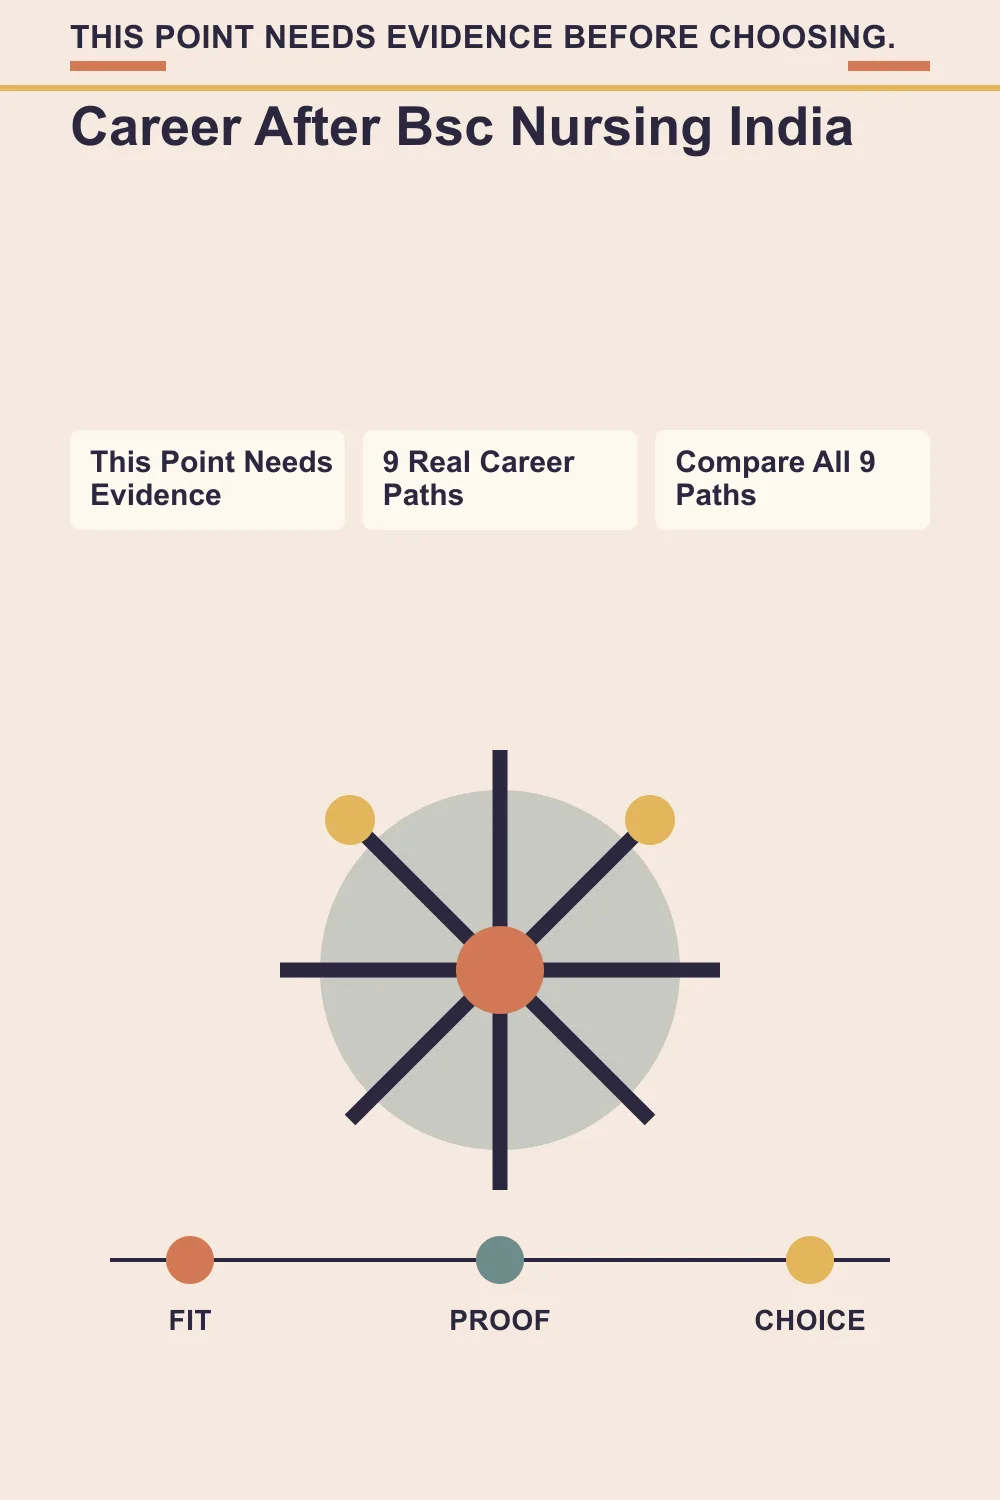 THIS POINT NEEDS EVIDENCE BEFORE CHOOSING.
Career After Bsc Nursing India
This Point Needs
Evidence
9 Real Career
Paths
Compare All 9
Paths
FIT
PROOF
CHOICE